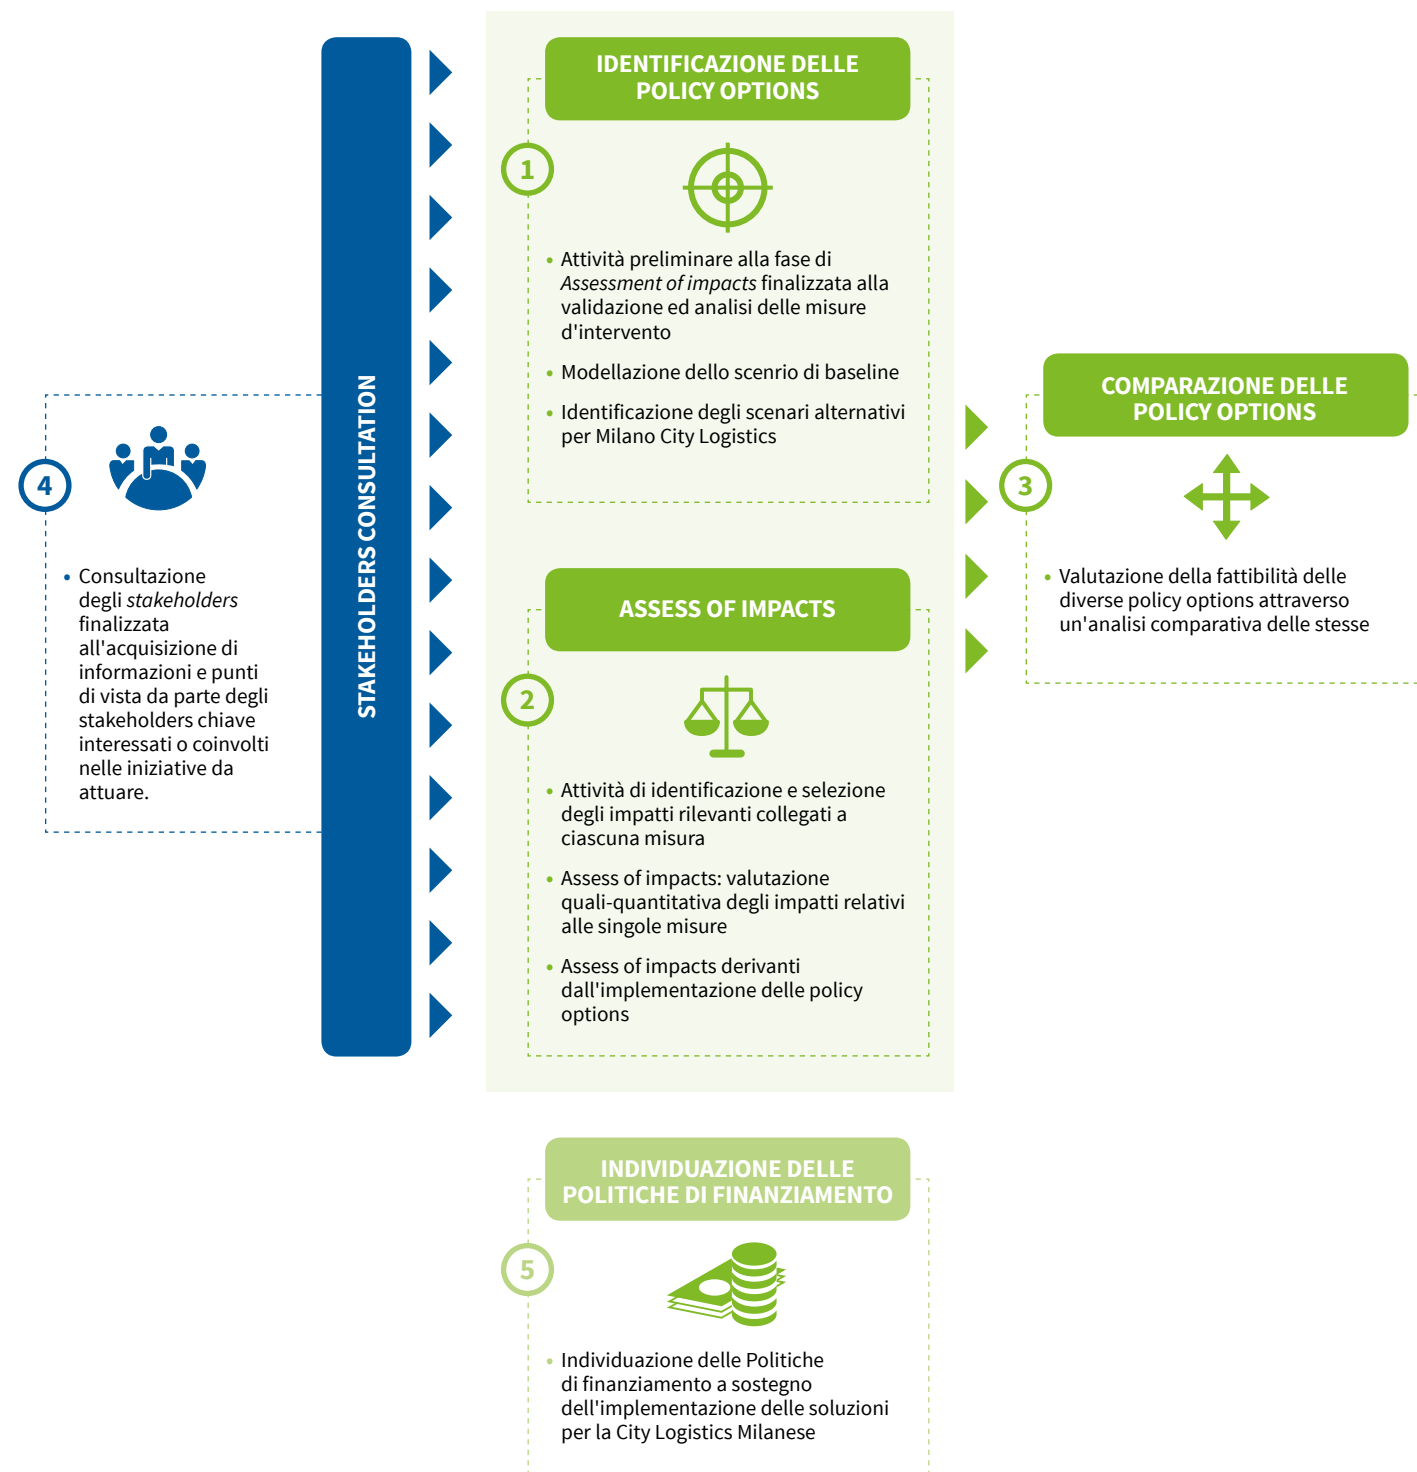 IDENTIFICAZIONE DELLE
POLICY OPTIONS
1
• Attività preliminare alla fase di
Assessment of impacts finalizzata alla
validazione ed analisi delle misure
d'intervento
• Modellazione dello scenrio di baseline
• Identificazione degli scenari alternativi
per Milano City Logistics
ASSESS OF IMPACTS
2
• Attività di identificazione e selezione
degli impatti rilevanti collegati a
ciascuna misura
• Assess of impacts: valutazione
quali-quantitativa degli impatti relativi
alle singole misure
• Assess of impacts derivanti
dall'implementazione delle policy
options
COMPARAZIONE DELLE
POLICY OPTIONS
3
• Valutazione della fattibilità delle
diverse policy options attraverso
un'analisi comparativa delle stesse
STAKEHOLDERS CONSULTATION
4
• Consultazione
degli stakeholders
finalizzata
all'acquisizione di
informazioni e punti
di vista da parte degli
stakeholders chiave
interessati o coinvolti
nelle iniziative da
attuare.
INDIVIDUAZIONE DELLE
POLITICHE DI FINANZIAMENTO
5
• Individuazione delle Politiche
di finanziamento a sostegno
dell'implementazione delle soluzioni
per la City Logistics Milanese